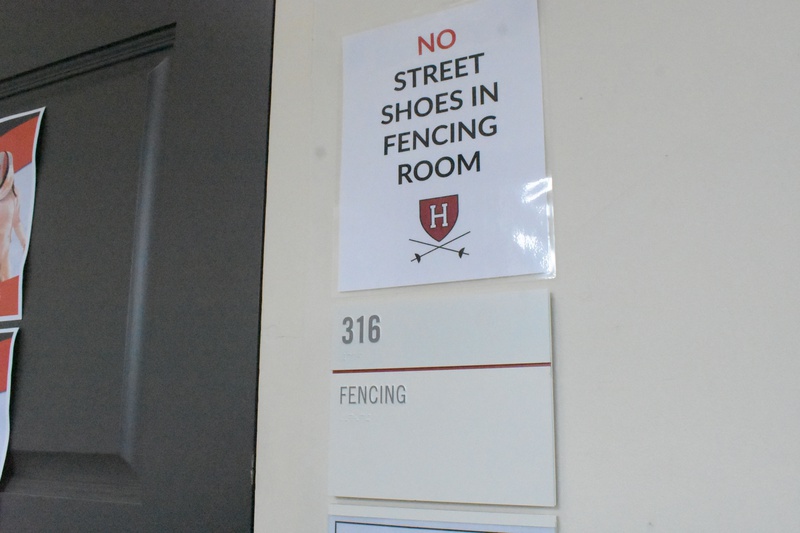 NO
STREET
SHOES IN
FENCING
ROOM
H
316
FENCING